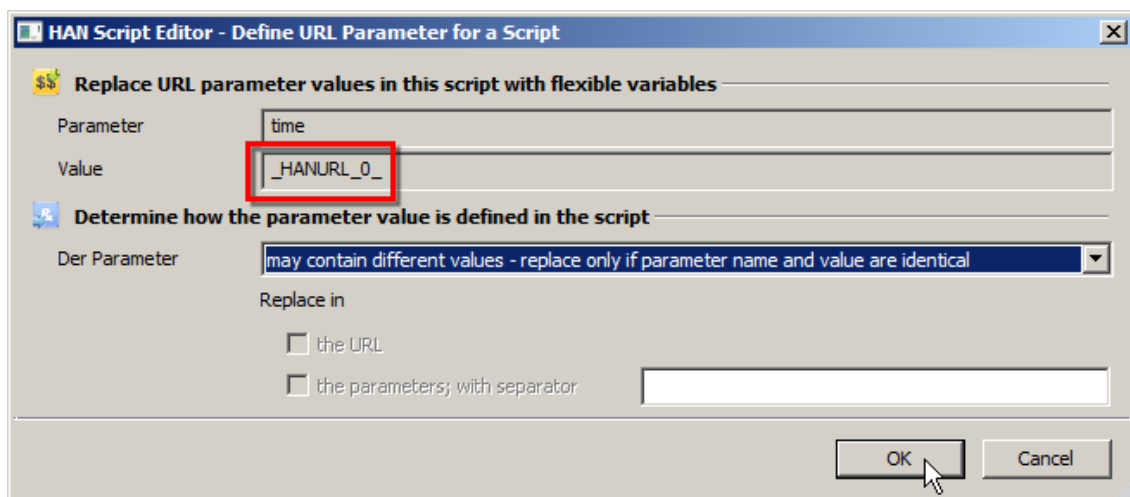 HAN Script Editor - Define URL Parameter for a Script
Replace URL parameter values in this script with flexible variables
Parameter time
Value _HANURL_0_
Determine how the parameter value is defined in the script
Der Parameter may contain different values - replace only if parameter name and value are identical
Replace in
the URL
the parameters; with separator
OK Cancel